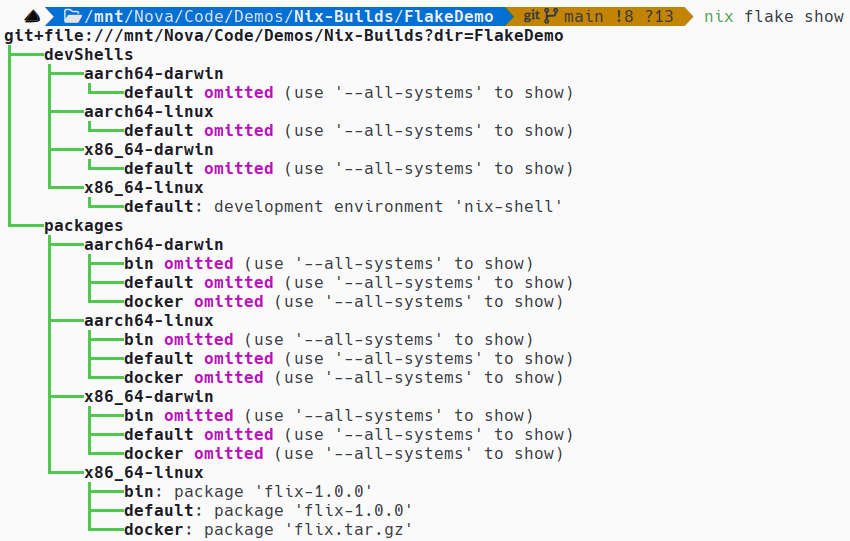 /mnt/Nova/Code/Demos/Nix-Builds/FlakeDemo git main !8 ?13 nix flake show
git+file:///mnt/Nova/Code/Demos/Nix-Builds?dir=FlakeDemo
devShells
aarch64-darwin
default omitted (use '--all-systems' to show)
aarch64-linux
default omitted (use '--all-systems' to show)
x86_64-darwin
default omitted (use '--all-systems' to show)
x86_64-linux
default: development environment 'nix-shell'
packages
aarch64-darwin
bin omitted (use '--all-systems' to show)
default omitted (use '--all-systems' to show)
docker omitted (use '--all-systems' to show)
aarch64-linux
bin omitted (use '--all-systems' to show)
default omitted (use '--all-systems' to show)
docker omitted (use '--all-systems' to show)
x86_64-darwin
bin omitted (use '--all-systems' to show)
default omitted (use '--all-systems' to show)
docker omitted (use '--all-systems' to show)
x86_64-linux
bin: package 'flix-1.0.0'
default: package 'flix-1.0.0'
docker: package 'flix.tar.gz'